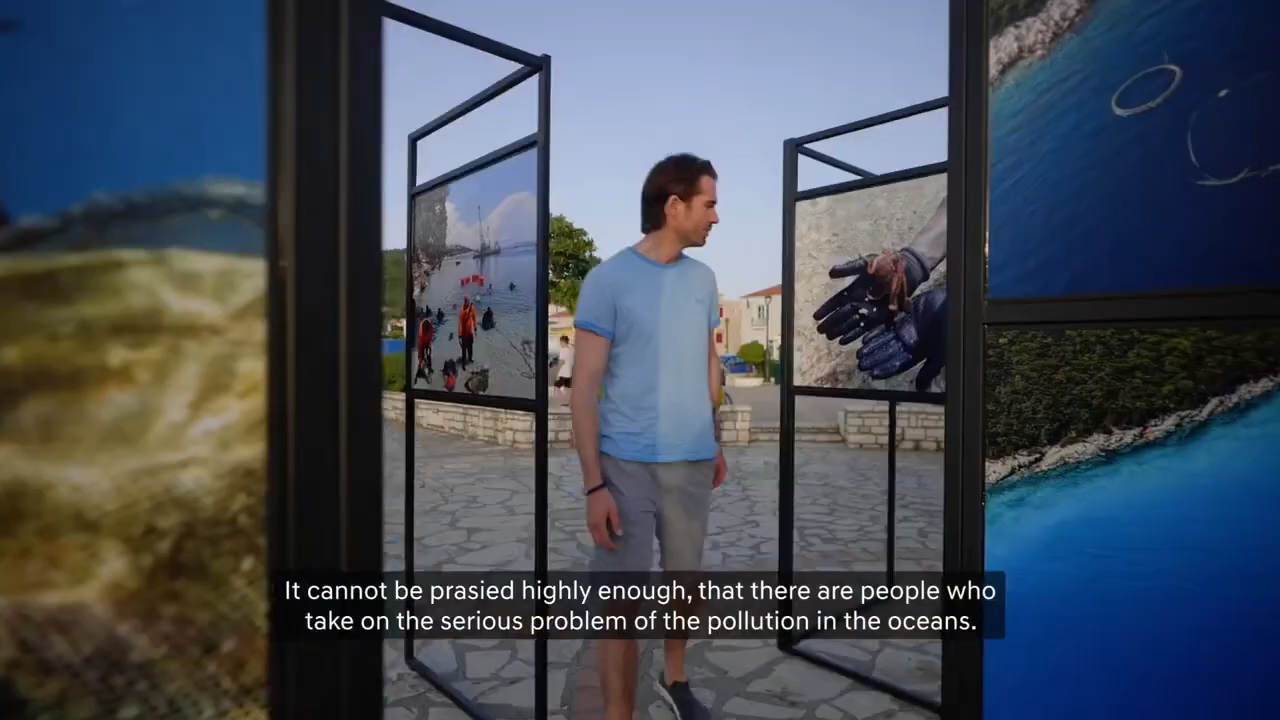 It cannot be prasied highly enough, that there are people who
take on the serious problem of the pollution in the oceans.